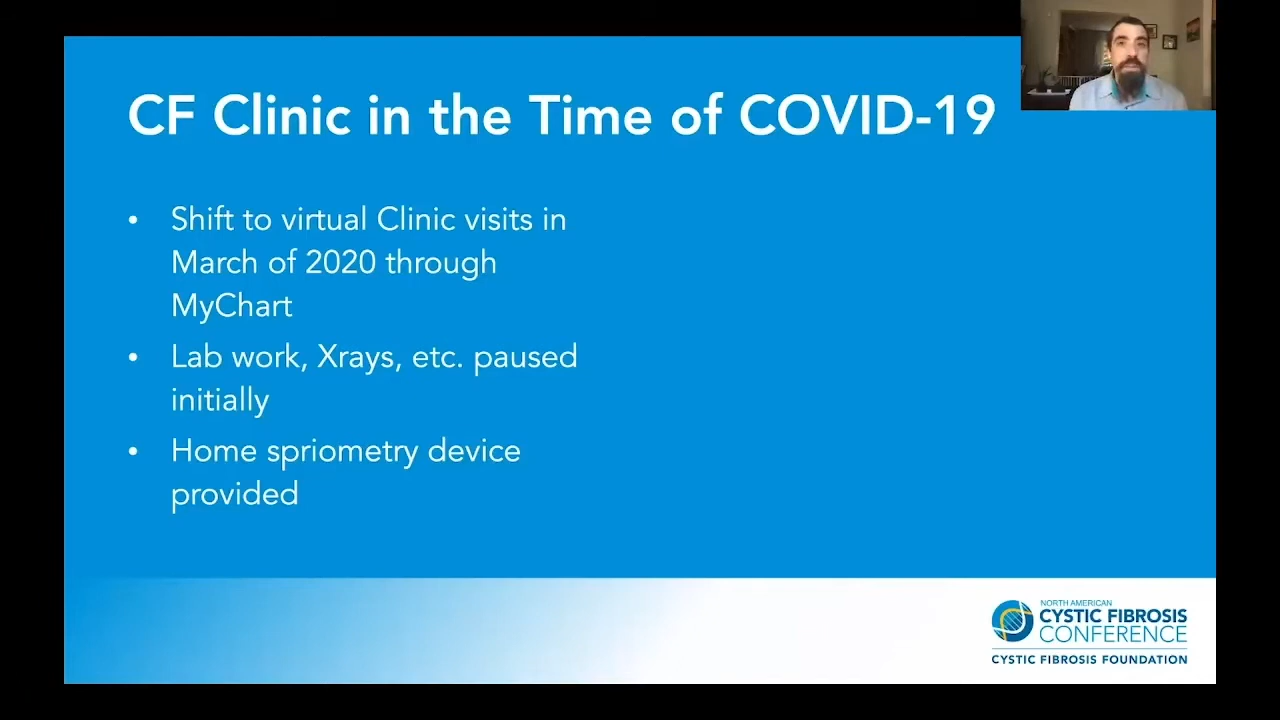 CF Clinic in the Time of COVID-19
• Shift to virtual Clinic visits in
March of 2020 through
MyChart
• Lab work, Xrays, etc. paused
initially
• Home spriometry device
provided
NORTH AMERICAN
CYSTIC FIBROSIS
CONFERENCE
CYSTIC FIBROSIS FOUNDATION